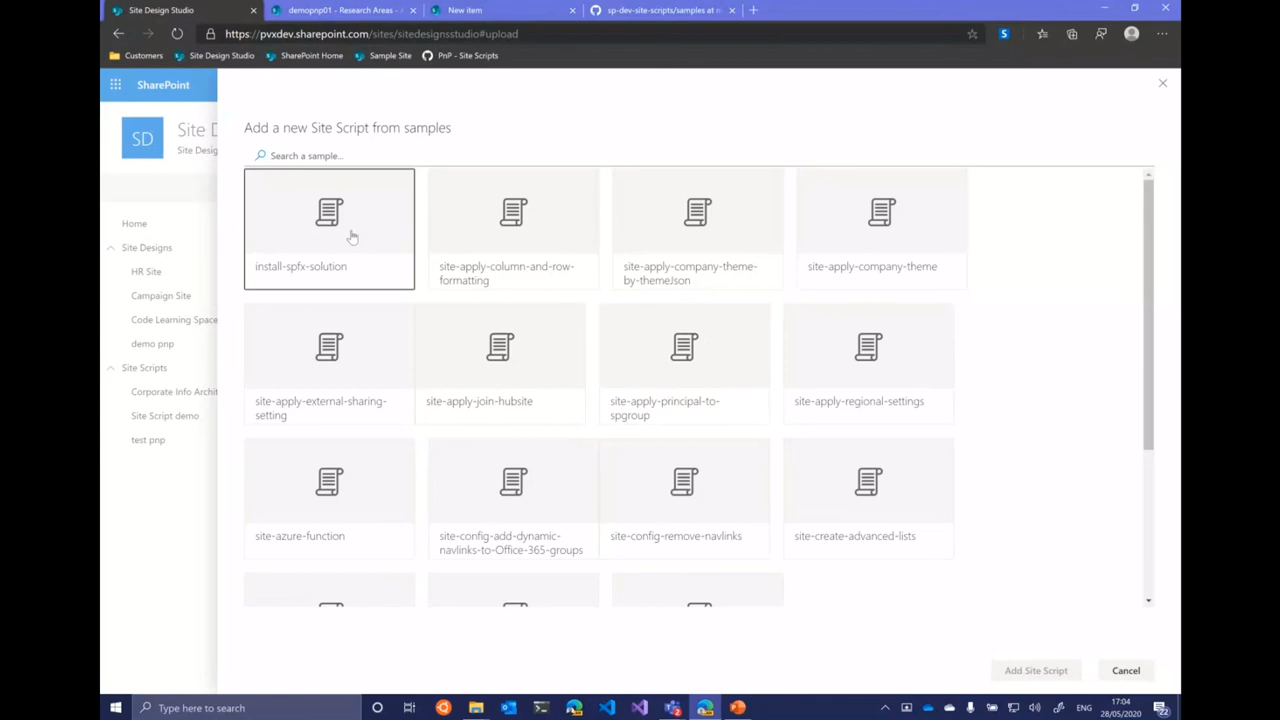 Site Design Studio
demopnp01 - Research Areas - A
New item
sp-dev-site-scripts/samples at m
https://pvxdev.sharepoint.com/sites/sitedesignsstudio#upload
Customers
Site Design Studio
SharePoint Home
Sample Site
PnP - Site Scripts
SharePoint
SD
Site D
Site Desig
Home
Site Designs
HR Site
Campaign Site
Code Learning Space
demo pnp
Site Scripts
Corporate Info Archit
Site Script demo
test pnp
Add a new Site Script from samples
Search a sample...
install-spfx-solution
site-apply-column-and-row-
formatting
site-apply-company-theme-
by-themeJson
site-apply-company-theme
site-apply-external-sharing-
setting
site-apply-join-hubsite
site-apply-principal-to-
spgroup
site-apply-regional-settings
site-azure-function
site-config-add-dynamic-
navlinks-to-Office-365-groups
site-config-remove-navlinks
site-create-advanced-lists
Add Site Script
Cancel
Type here to search
ENG
17:04
28/05/2020
22